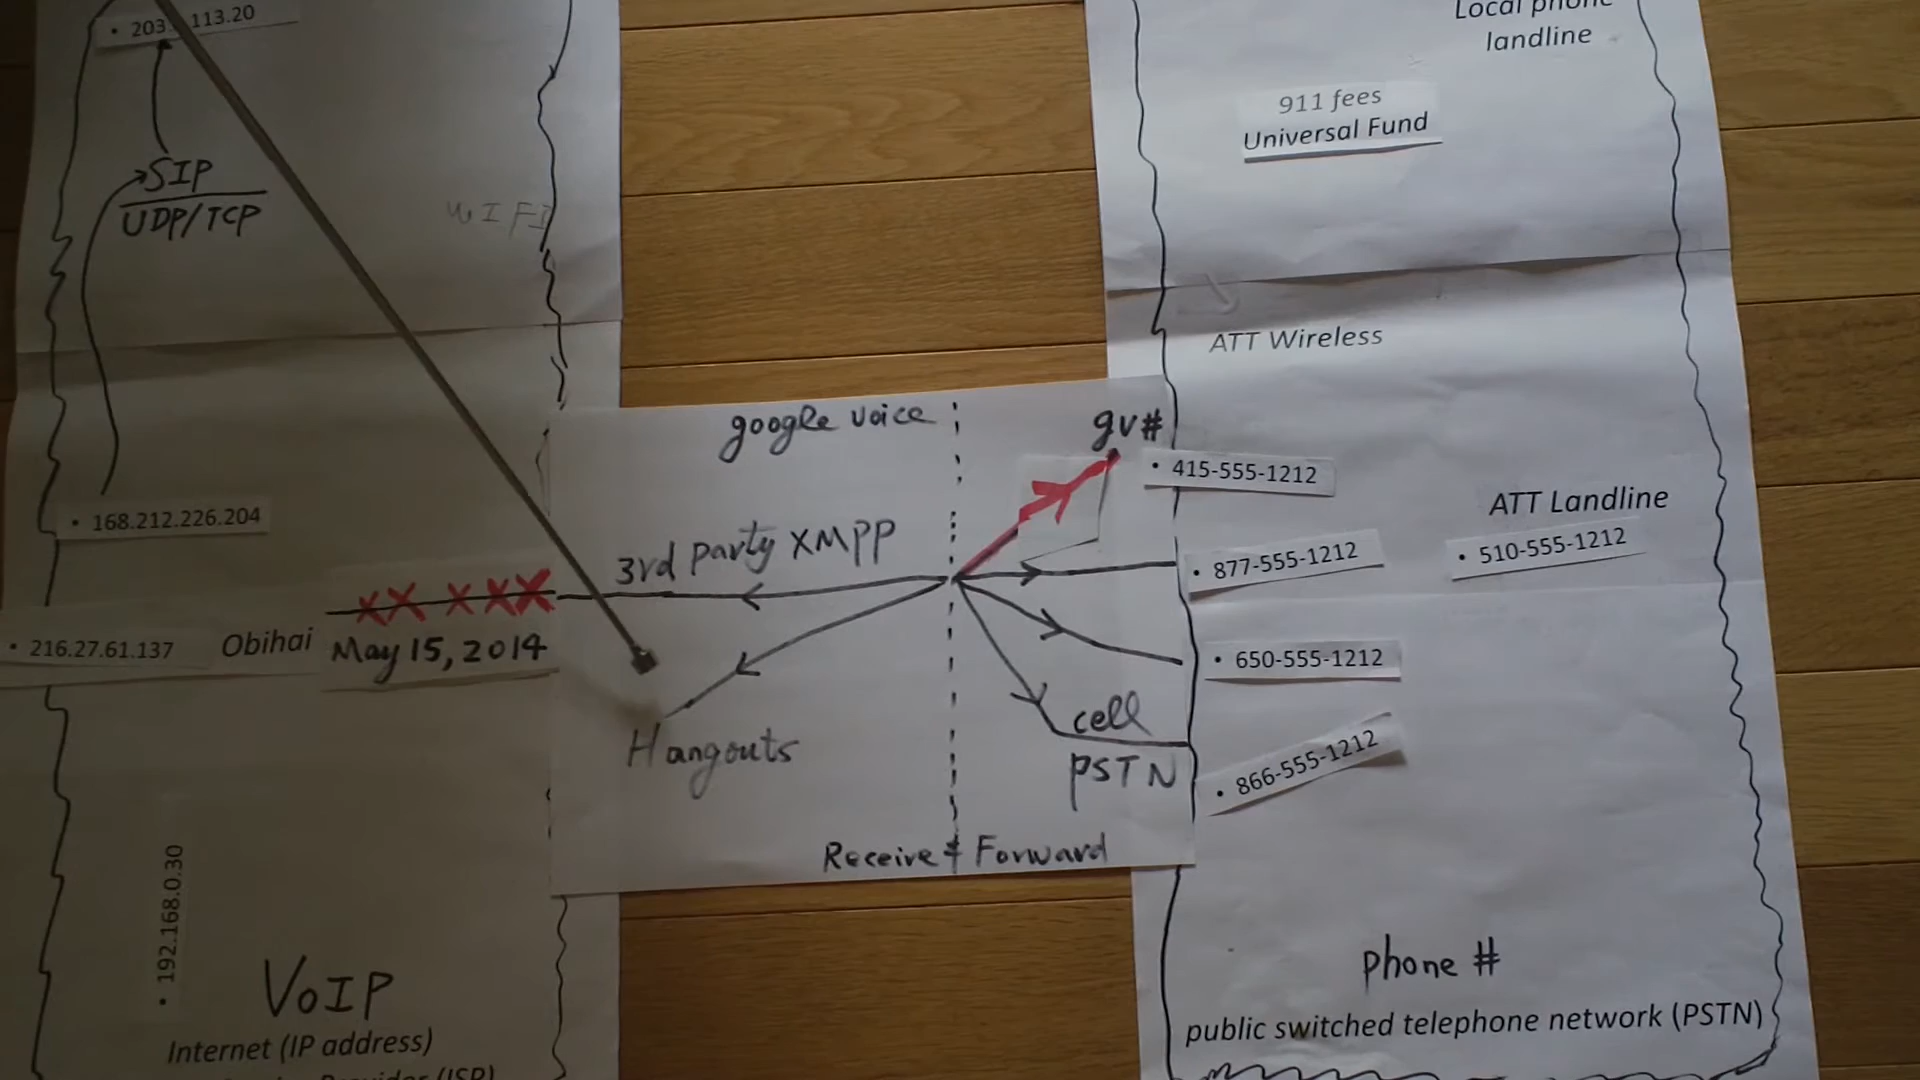 113.20
SIP
UDP/TCP
WIFI
• 168.212.226.204
• 216.27.61.137
Obihai
XX XXX
May 15, 2014
• 192.168.0.30
VoIP
Internet (IP address)
(ISP)
google voice
gv#
3rd party XMPP
Hangouts
cell
PSTN
Receive & Forward
Local phone
landline
911 fees
Universal Fund
ATT Wireless
• 415-555-1212
ATT Landline
• 877-555-1212
• 510-555-1212
• 650-555-1212
• 866-555-1212
phone #
public switched telephone network (PSTN)